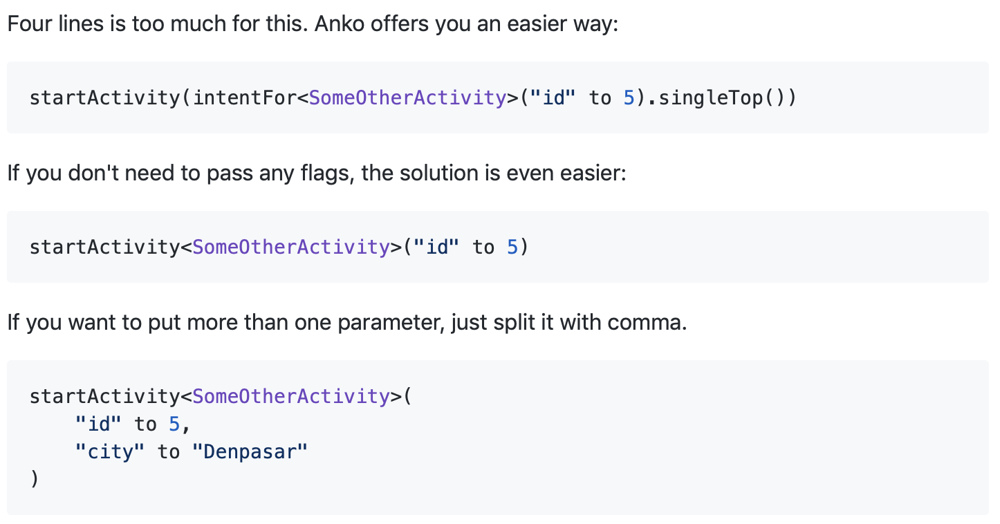 Four lines is too much for this. Anko offers you an easier way:
startActivity(intentFor<SomeOtherActivity>("id" to 5).singleTop())
If you don't need to pass any flags, the solution is even easier:
startActivity<SomeOtherActivity>("id" to 5)
If you want to put more than one parameter, just split it with comma.
startActivity<SomeOtherActivity>(
    "id" to 5,
    "city" to "Denpasar"
)